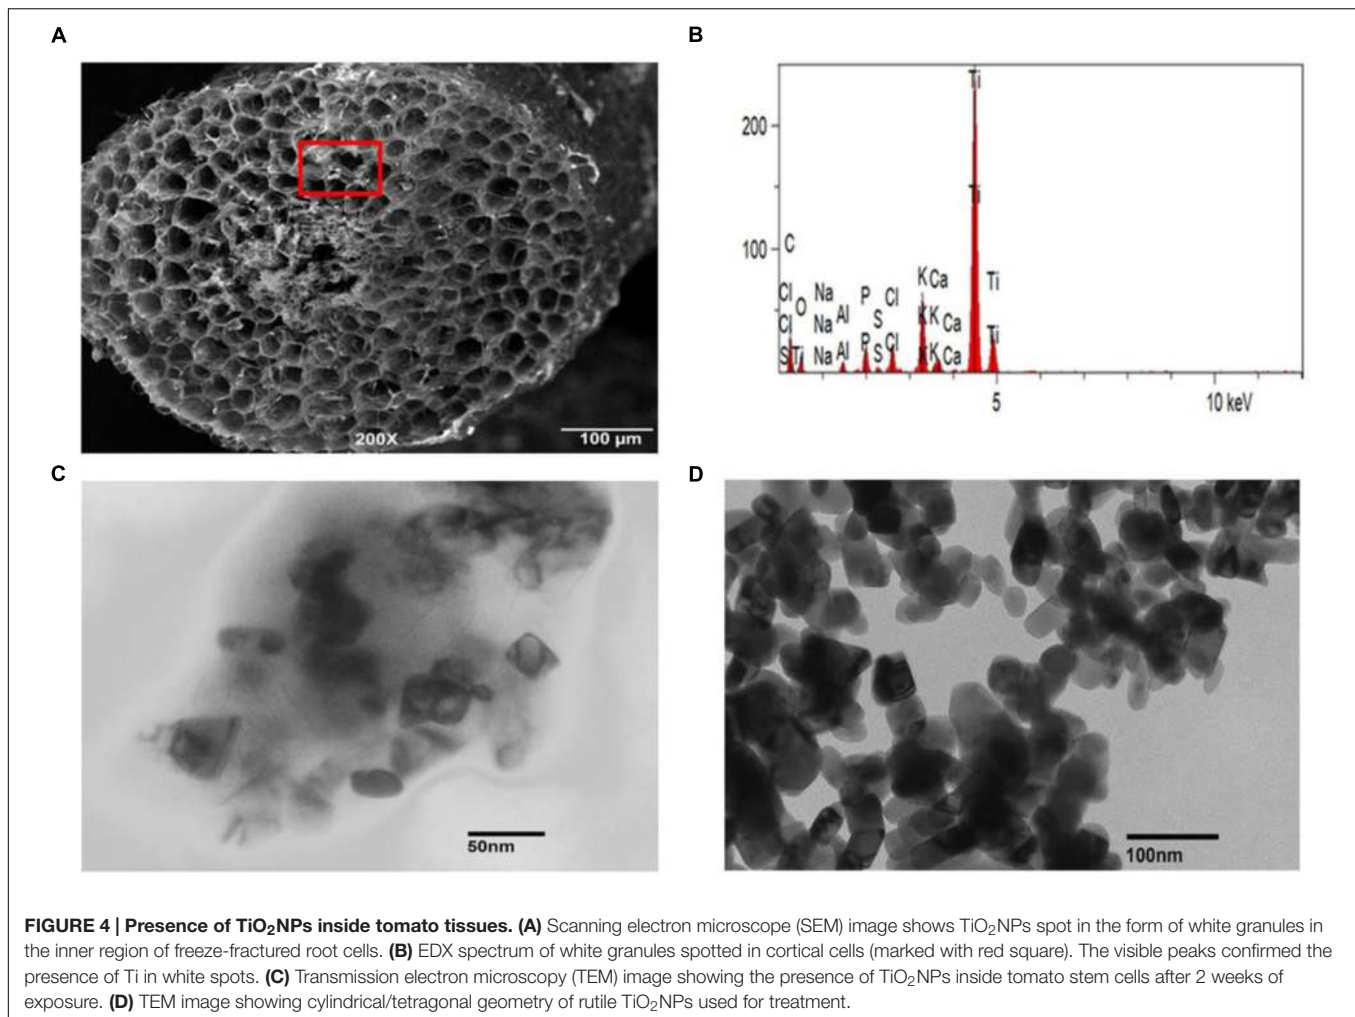 A
B
200X
100 µm
Ti
200
Ti
100
C
Cl O Na Al P S Cl K Ca Ti
Cl Na K K Ca
S Ti Na Al P S Cl K K Ca Ti
5
10 keV
C
D
50nm
100nm
FIGURE 4 | Presence of TiO₂NPs inside tomato tissues. (A) Scanning electron microscope (SEM) image shows TiO₂NPs spot in the form of white granules in
the inner region of freeze-fractured root cells. (B) EDX spectrum of white granules spotted in cortical cells (marked with red square). The visible peaks confirmed the
presence of Ti in white spots. (C) Transmission electron microscopy (TEM) image showing the presence of TiO₂NPs inside tomato stem cells after 2 weeks of
exposure. (D) TEM image showing cylindrical/tetragonal geometry of rutile TiO₂NPs used for treatment.